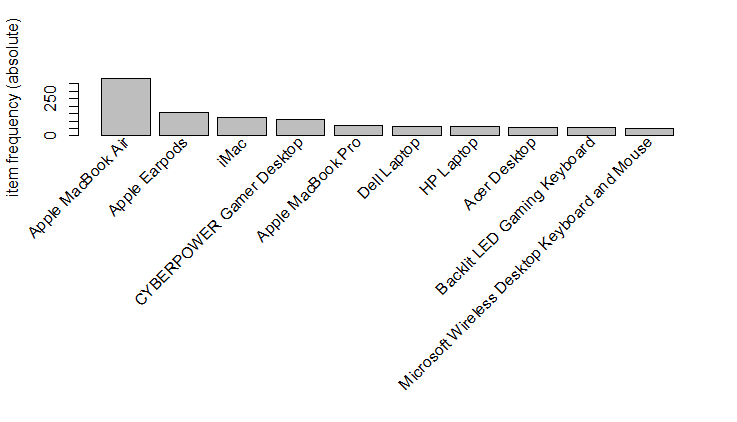 item frequency (absolute)
250
0
Apple MacBook Air
Apple Earpods
iMac
CYBERPOWER Gamer Desktop
Apple MacBook Pro
Dell Laptop
HP Laptop
Acer Desktop
Backlit LED Gaming Keyboard
Microsoft Wireless Desktop Keyboard and Mouse